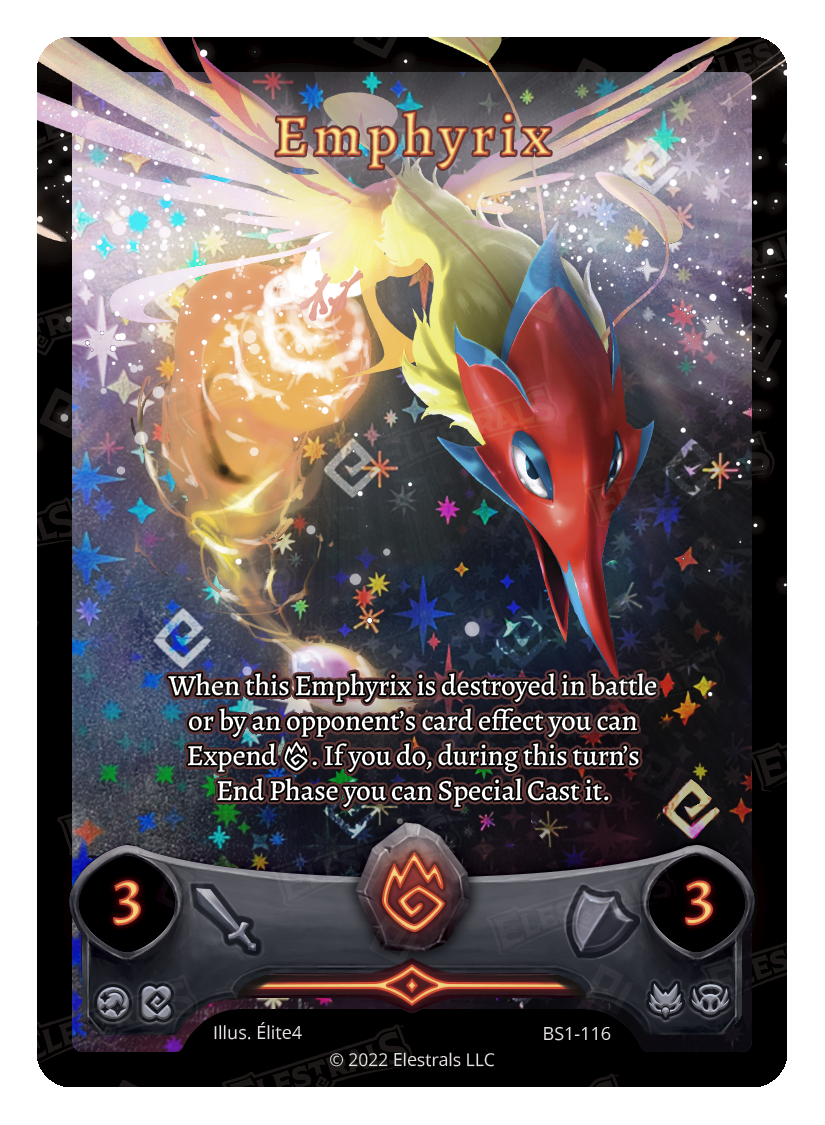 Emphyrix
When this Emphyrix is destroyed in battle
or by an opponent's card effect you can
Expend . If you do, during this turn's
End Phase you can Special Cast it.
3
3
Illus. Élite4
BS1-116
© 2022 Elestrals LLC
ELESTRALS